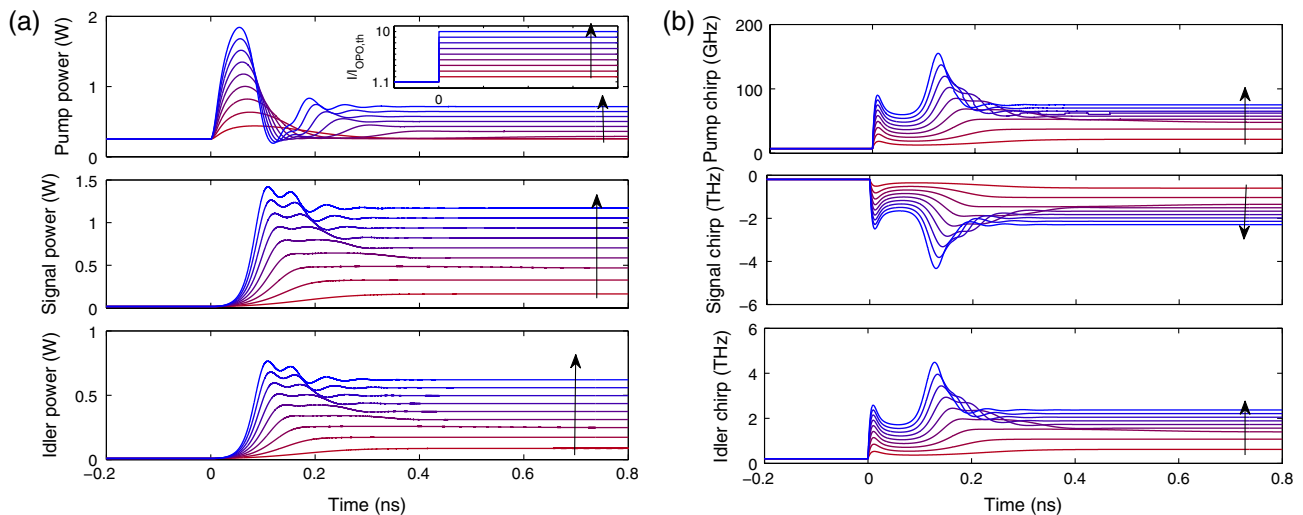 (a)
Pump power (W)
2
1
0
I/I_OPO,th
10
1.1
0
Signal power (W)
1.5
1
0.5
0
Idler power (W)
1
0.5
0
−0.2 0 0.2 0.4 0.6 0.8
Time (ns)
(b)
Pump chirp (GHz)
200
100
0
Signal chirp (THz)
0
−2
−4
−6
Idler chirp (THz)
6
4
2
0
−0.2 0 0.2 0.4 0.6 0.8
Time (ns)